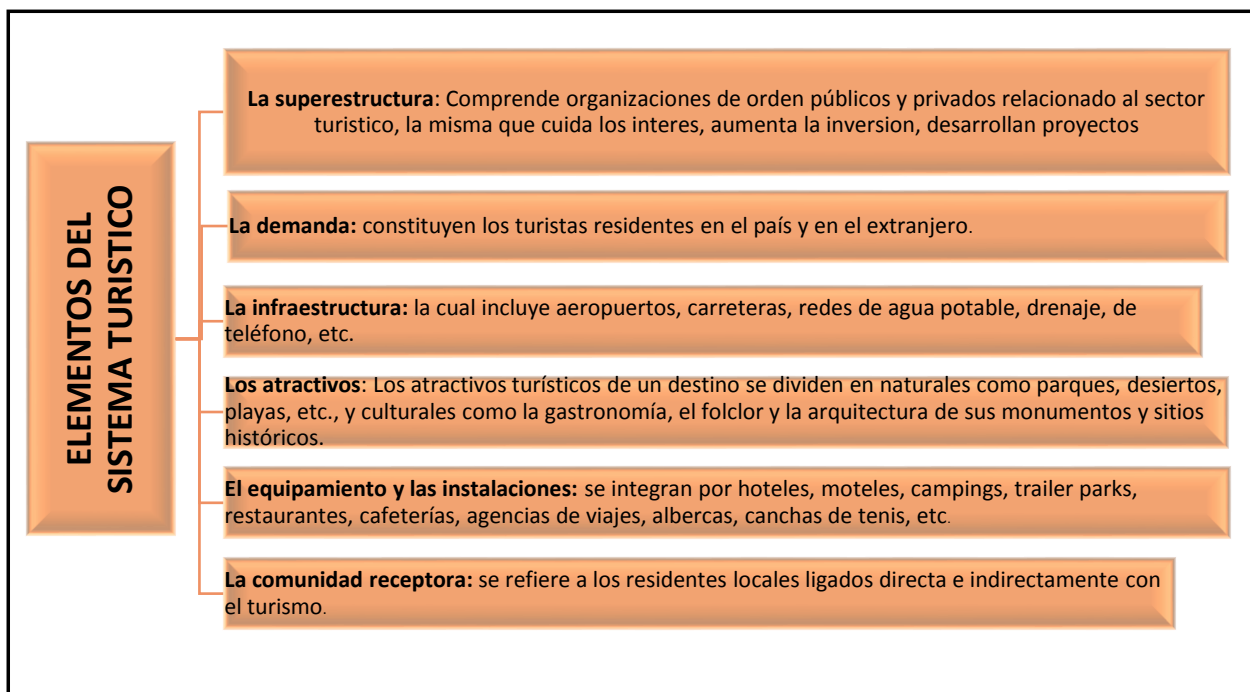 ELEMENTOS DEL
SISTEMA TURISTICO
La superestructura: Comprende organizaciones de orden públicos y privados relacionado al sector
turistico, la misma que cuida los interes, aumenta la inversion, desarrollan proyectos
La demanda: constituyen los turistas residentes en el país y en el extranjero.
La infraestructura: la cual incluye aeropuertos, carreteras, redes de agua potable, drenaje, de
teléfono, etc.
Los atractivos: Los atractivos turísticos de un destino se dividen en naturales como parques, desiertos,
playas, etc., y culturales como la gastronomía, el folclor y la arquitectura de sus monumentos y sitios
históricos.
El equipamiento y las instalaciones: se integran por hoteles, moteles, campings, trailer parks,
restaurantes, cafeterías, agencias de viajes, albercas, canchas de tenis, etc.
La comunidad receptora: se refiere a los residentes locales ligados directa e indirectamente con
el turismo.